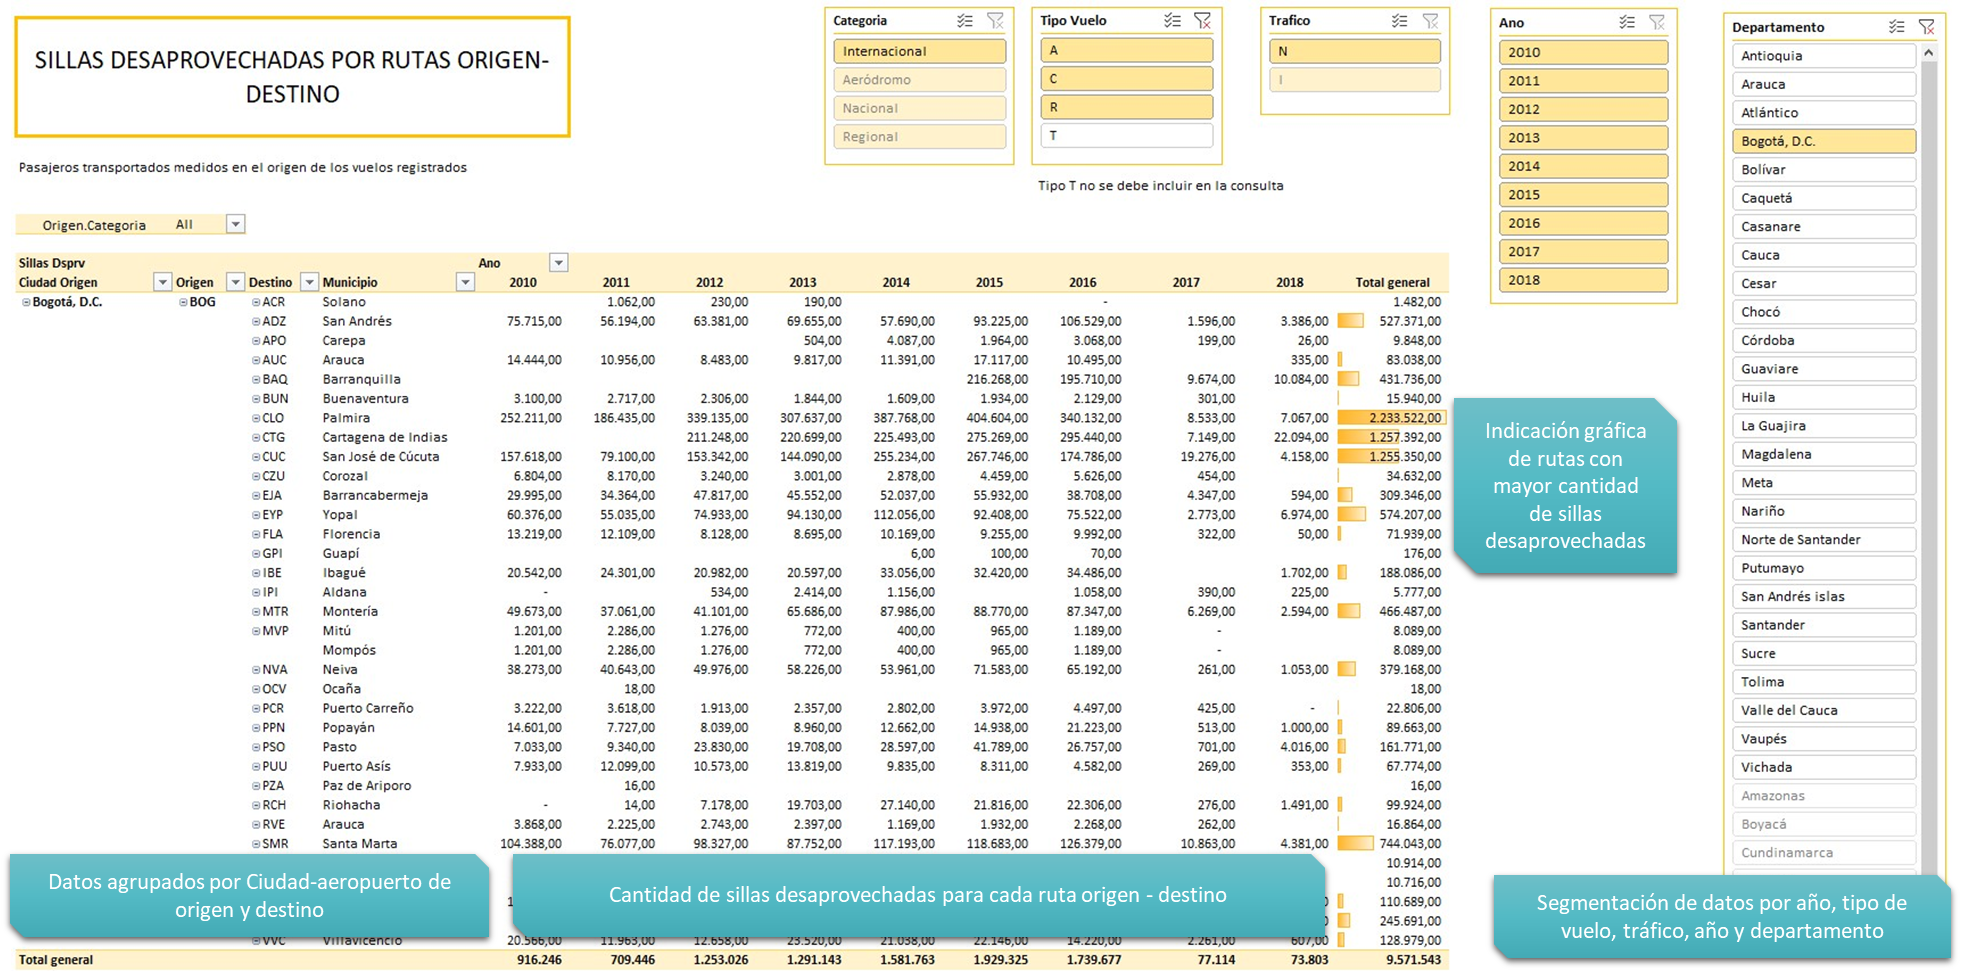 SILLAS DESAPROVECHADAS POR RUTAS ORIGEN-
DESTINO
Pasajeros transportados medidos en el origen de los vuelos registrados
Categoria
Internacional
Aeródromo
Nacional
Regional
Tipo Vuelo
A
C
R
T
Tipo T no se debe incluir en la consulta
Trafico
N
I
Ano
2010
2011
2012
2013
2014
2015
2016
2017
2018
Departamento
Antioquia
Arauca
Atlántico
Bogotá, D.C.
Bolívar
Caquetá
Casanare
Cauca
Cesar
Chocó
Córdoba
Guaviare
Huila
La Guajira
Magdalena
Meta
Nariño
Norte de Santander
Putumayo
San Andrés islas
Santander
Sucre
Tolima
Valle del Cauca
Vaupés
Vichada
Amazonas
Boyacá
Cundinamarca
Origen.Categoria All
Sillas Dsprv Ano
Ciudad Origen Origen Destino Municipio 2010 2011 2012 2013 2014 2015 2016 2017 2018 Total general
Bogotá, D.C. BOG ACR Solano 1.062,00 230,00 190,00 - 1.482,00
ADZ San Andrés 75.715,00 56.194,00 63.381,00 69.655,00 57.690,00 93.225,00 106.529,00 1.596,00 3.386,00 527.371,00
APO Carepa 504,00 4.087,00 1.964,00 3.068,00 199,00 26,00 9.848,00
AUC Arauca 14.444,00 10.956,00 8.483,00 9.817,00 11.391,00 17.117,00 10.495,00 335,00 83.038,00
BAQ Barranquilla 216.268,00 195.710,00 9.674,00 10.084,00 431.736,00
BUN Buenaventura 3.100,00 2.717,00 2.306,00 1.844,00 1.609,00 1.934,00 2.129,00 301,00 15.940,00
CLO Palmira 252.211,00 186.435,00 339.135,00 307.637,00 387.768,00 404.604,00 340.132,00 8.533,00 7.067,00 2.233.522,00
CTG Cartagena de Indias 211.248,00 220.699,00 225.493,00 275.269,00 295.440,00 7.149,00 22.094,00 1.257.392,00
CUC San José de Cúcuta 157.618,00 79.100,00 153.342,00 144.090,00 255.234,00 267.746,00 174.786,00 19.276,00 4.158,00 1.255.350,00
CZU Corozal 6.804,00 8.170,00 3.240,00 3.001,00 2.878,00 4.459,00 5.626,00 454,00 34.632,00
EJA Barrancabermeja 29.995,00 34.364,00 47.817,00 45.552,00 52.037,00 55.932,00 38.708,00 4.347,00 594,00 309.346,00
EYP Yopal 60.376,00 55.035,00 74.933,00 94.130,00 112.056,00 92.408,00 75.522,00 2.773,00 6.974,00 574.207,00
FLA Florencia 13.219,00 12.109,00 8.128,00 8.695,00 10.169,00 9.255,00 9.992,00 322,00 50,00 71.939,00
GPI Guapí 6,00 100,00 70,00 176,00
IBE Ibagué 20.542,00 24.301,00 20.982,00 20.597,00 33.056,00 32.420,00 34.486,00 1.702,00 188.086,00
IPI Aldana - 534,00 2.414,00 1.156,00 1.058,00 390,00 225,00 5.777,00
MTR Montería 49.673,00 37.061,00 41.101,00 65.686,00 87.986,00 88.770,00 87.347,00 6.269,00 2.594,00 466.487,00
MVP Mitú 1.201,00 2.286,00 1.276,00 772,00 400,00 965,00 1.189,00 - 8.089,00
Mompós 1.201,00 2.286,00 1.276,00 772,00 400,00 965,00 1.189,00 - 8.089,00
NVA Neiva 38.273,00 40.643,00 49.976,00 58.226,00 53.961,00 71.583,00 65.192,00 261,00 1.053,00 379.168,00
OCV Ocaña 18,00 18,00
PCR Puerto Carreño 3.222,00 3.618,00 1.913,00 2.357,00 2.802,00 3.972,00 4.497,00 425,00 - 22.806,00
PPN Popayán 14.601,00 7.727,00 8.039,00 8.960,00 12.662,00 14.938,00 21.223,00 513,00 1.000,00 89.663,00
PSO Pasto 7.033,00 9.340,00 23.830,00 19.708,00 28.597,00 41.789,00 26.757,00 701,00 4.016,00 161.771,00
PUU Puerto Asís 7.933,00 12.099,00 10.573,00 13.819,00 9.835,00 8.311,00 4.582,00 269,00 353,00 67.774,00
PZA Paz de Ariporo 16,00 16,00
RCH Riohacha - 14,00 7.178,00 19.703,00 27.140,00 21.816,00 22.306,00 276,00 1.491,00 99.924,00
RVE Arauca 3.868,00 2.225,00 2.743,00 2.397,00 1.169,00 1.932,00 2.268,00 262,00 16.864,00
SMR Santa Marta 104.388,00 76.077,00 98.327,00 87.752,00 117.193,00 118.683,00 126.379,00 10.863,00 4.381,00 744.043,00
10.914,00
10.716,00
110.689,00
245.691,00
VVC Villavicencio 20.566,00 11.963,00 12.658,00 23.520,00 21.038,00 22.146,00 14.220,00 2.261,00 607,00 128.979,00
Total general 916.246 709.446 1.253.026 1.291.143 1.581.763 1.929.325 1.739.677 77.114 73.803 9.571.543
Indicación gráfica
de rutas con
mayor cantidad
de sillas
desaprovechadas
Datos agrupados por Ciudad-aeropuerto de
origen y destino
Cantidad de sillas desaprovechadas para cada ruta origen - destino
Segmentación de datos por año, tipo de
vuelo, tráfico, año y departamento